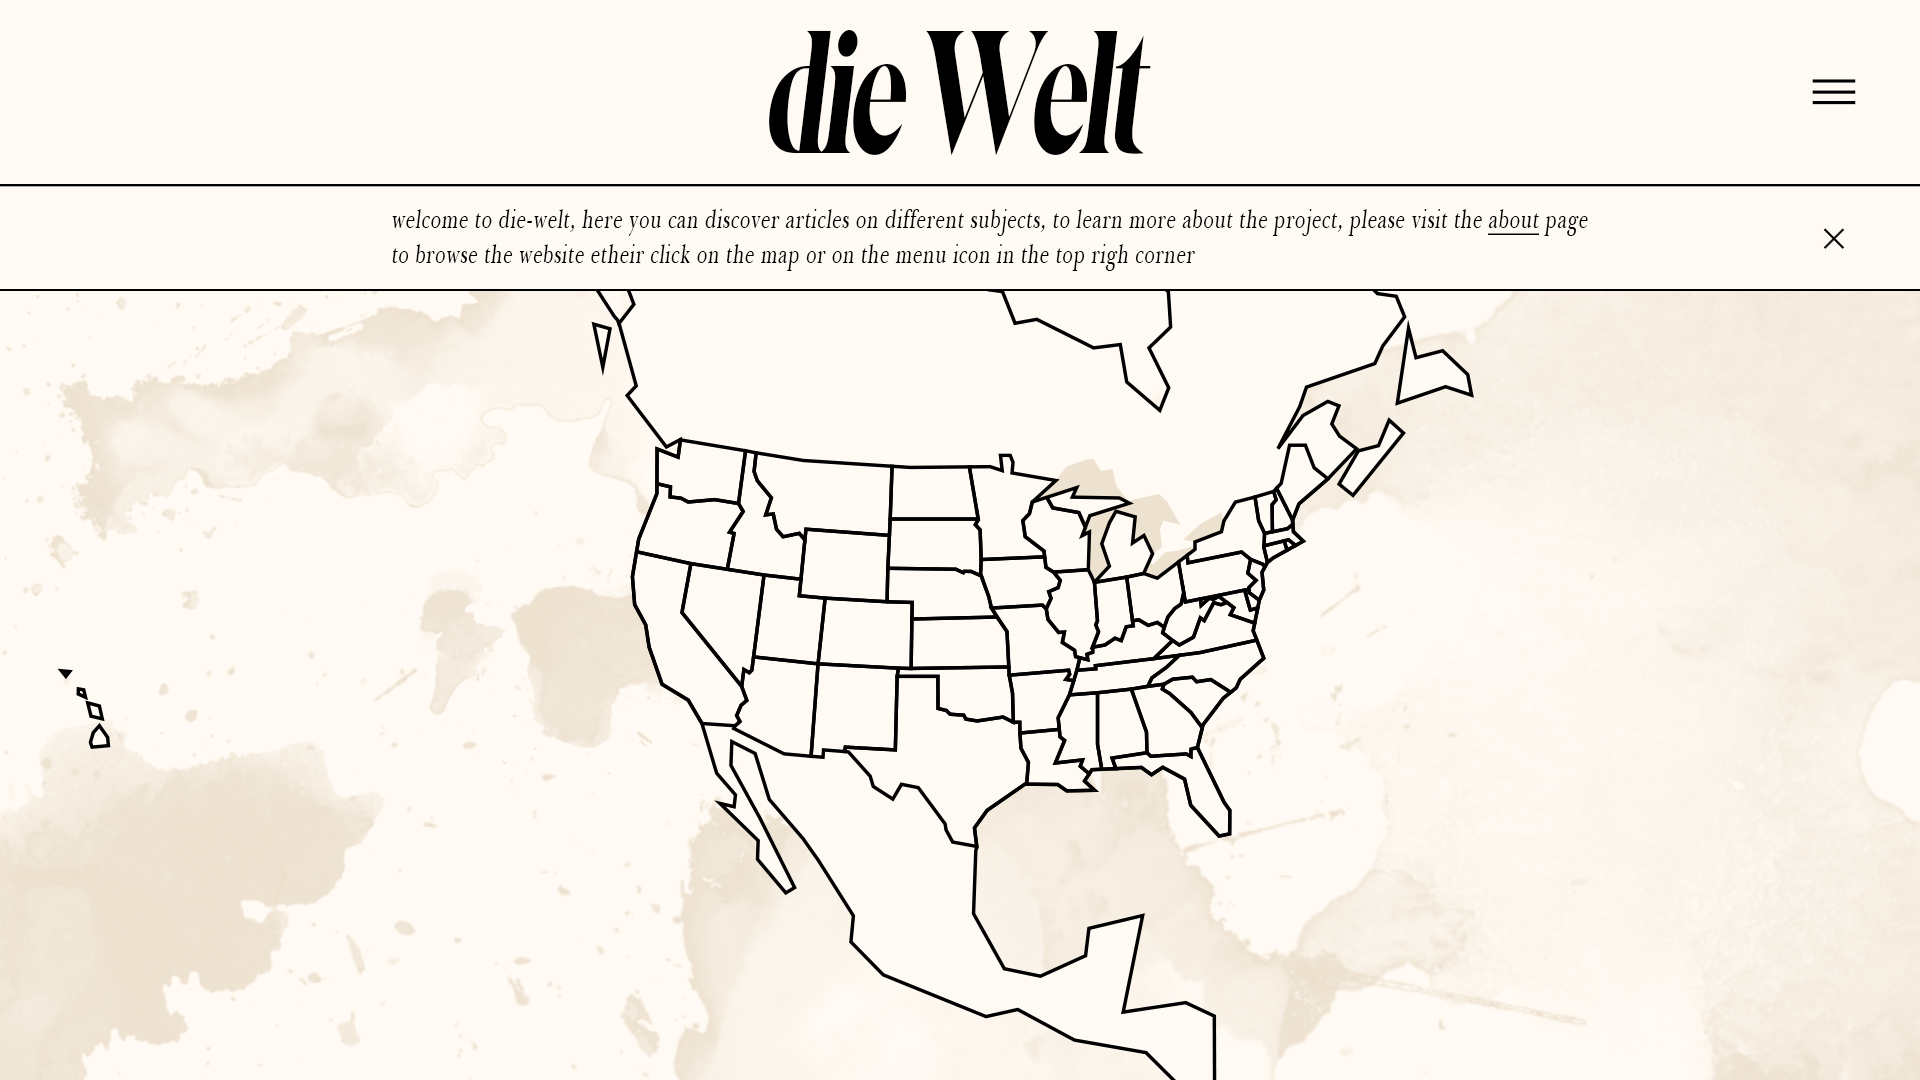 die Welt
welcome to die-welt, here you can discover articles on different subjects, to learn more about the project, please visit the about page
to browse the website etheir click on the map or on the menu icon in the top righ corner